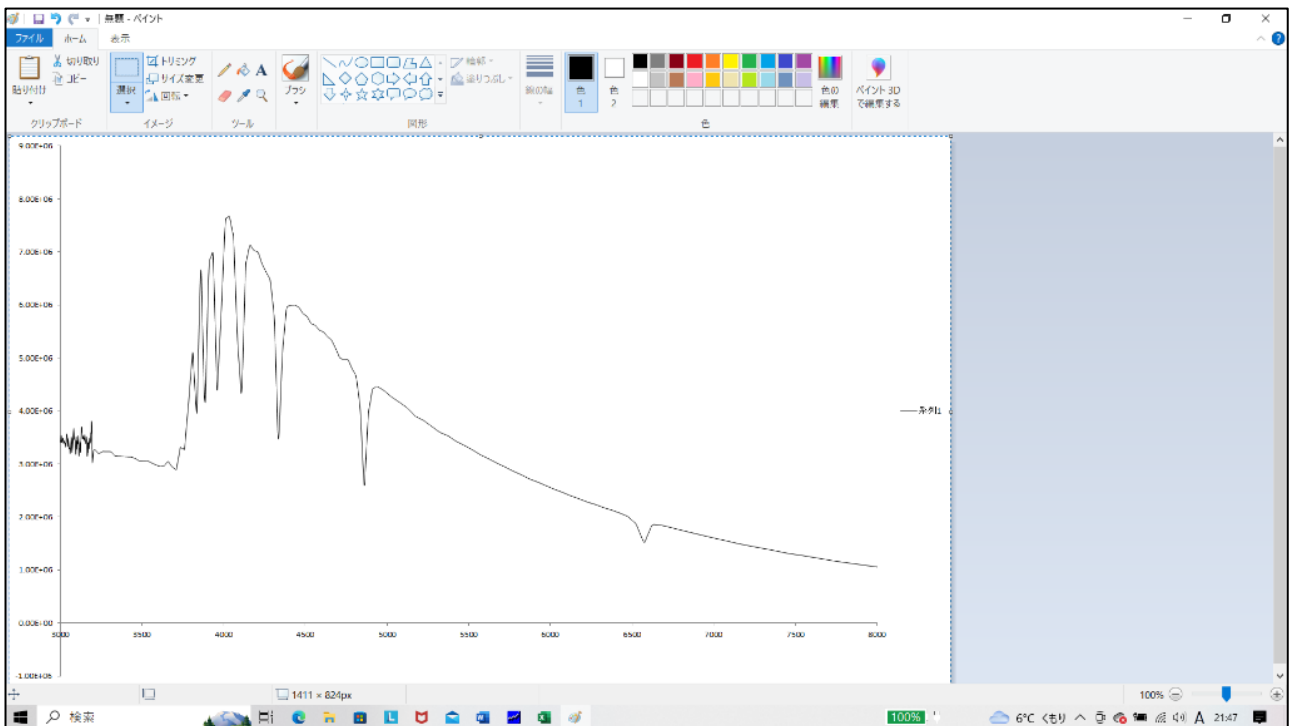 無題 - ペイント
ファイル ホーム 表示
貼り付け
切り取り
コピー
クリップボード
選択
トリミング
サイズ変更
回転
イメージ
A
ツール
ブラシ
輪郭
塗りつぶし
図形
線の幅
色
1
色
2
色の
編集
色
ペイント 3D
で編集する
9.00E+06
8.00E+06
7.00E+06
6.00E+06
5.00E+06
4.00E+06
3.00E+06
2.00E+06
1.00E+06
0.00E+00
-1.00E+06
3000 3500 4000 4500 5000 5500 6000 6500 7000 7500 8000
系列1
1411 × 824px
100%
検索
100%
6°C くもり
A 21:47